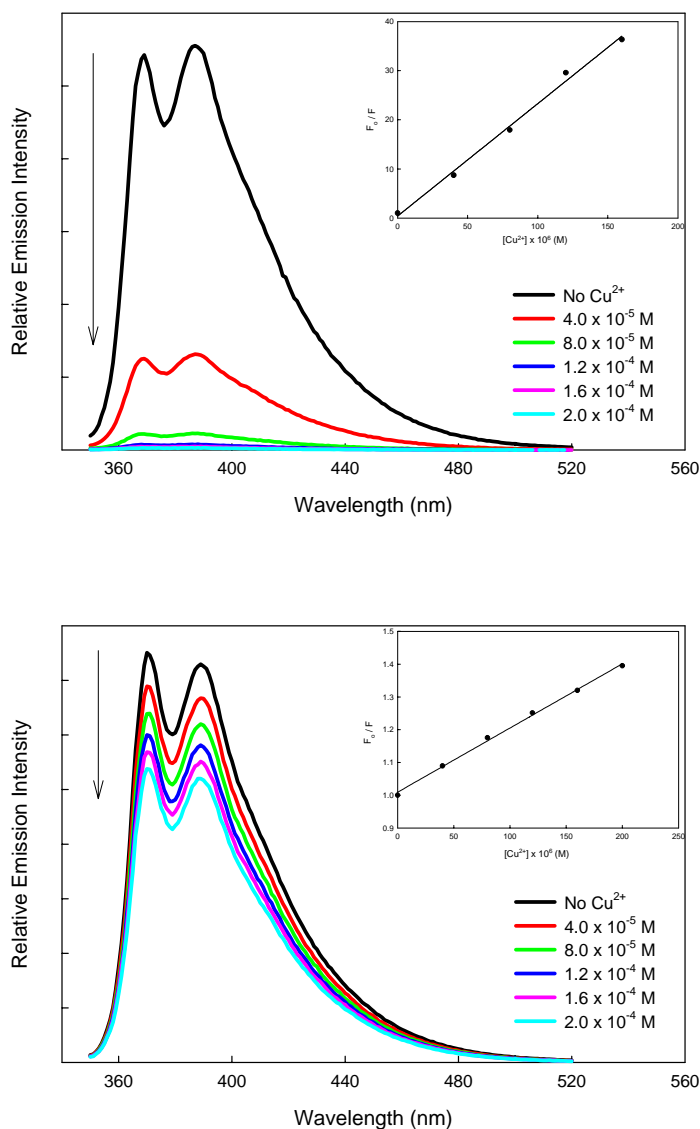 Relative Emission Intensity
40
30
20
10
0
F₀ / F
0
50
100
150
200
[Cu²⁺] x 10⁶ (M)
No Cu²⁺
4.0 x 10⁻⁵ M
8.0 x 10⁻⁵ M
1.2 x 10⁻⁴ M
1.6 x 10⁻⁴ M
2.0 x 10⁻⁴ M
360
400
440
480
520
560
Wavelength (nm)
Relative Emission Intensity
1.5
1.4
1.3
1.2
1.1
1.0
0.9
F₀ / F
0
50
100
150
200
250
[Cu²⁺] x 10⁶ (M)
No Cu²⁺
4.0 x 10⁻⁵ M
8.0 x 10⁻⁵ M
1.2 x 10⁻⁴ M
1.6 x 10⁻⁴ M
2.0 x 10⁻⁴ M
360
400
440
480
520
560
Wavelength (nm)